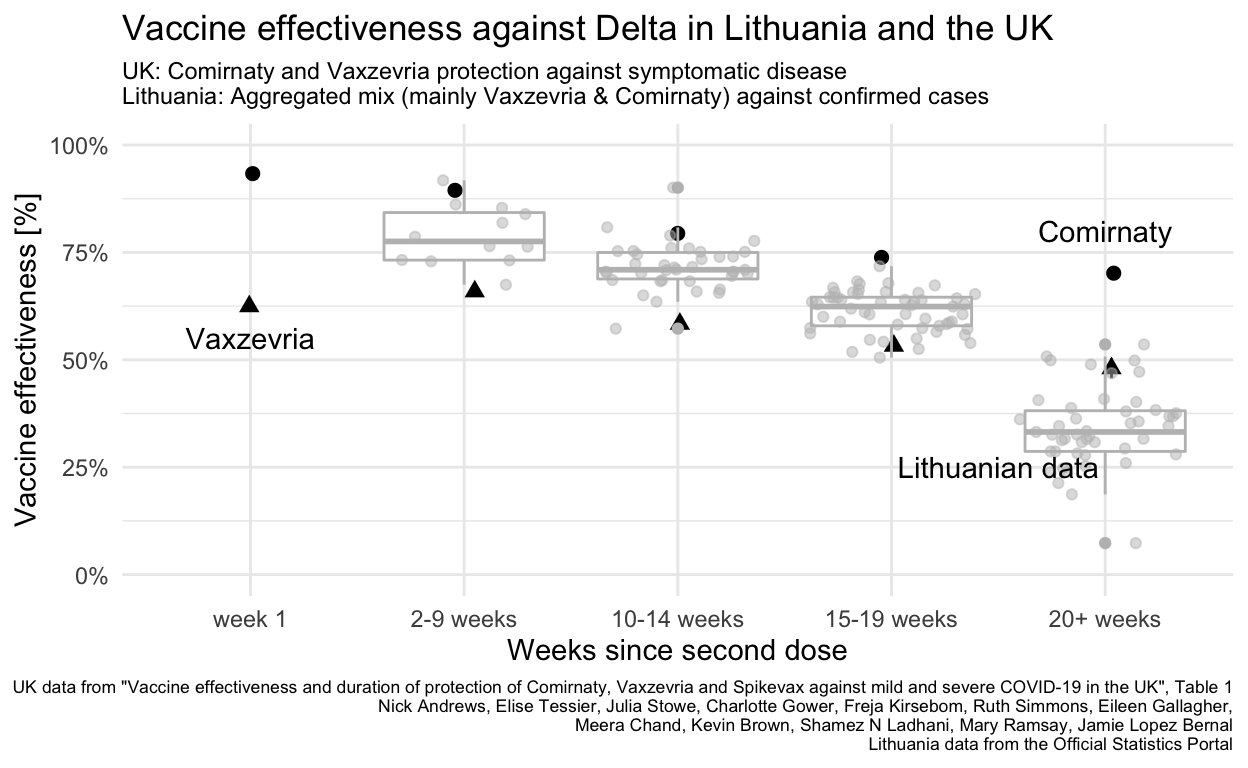 Vaccine effectiveness against Delta in Lithuania and the UK
UK: Comirnaty and Vaxzevria protection against symptomatic disease
Lithuania: Aggregated mix (mainly Vaxzevria & Comirnaty) against confirmed cases
Vaccine effectiveness [%]
100%
75%
50%
25%
0%
Comirnaty
Vaxzevria
Lithuanian data
week 1
2-9 weeks
10-14 weeks
15-19 weeks
20+ weeks
Weeks since second dose
UK data from "Vaccine effectiveness and duration of protection of Comirnaty, Vaxzevria and Spikevax against mild and severe COVID-19 in the UK", Table 1
Nick Andrews, Elise Tessier, Julia Stowe, Charlotte Gower, Freja Kirsebom, Ruth Simmons, Eileen Gallagher,
Meera Chand, Kevin Brown, Shamez N Ladhani, Mary Ramsay, Jamie Lopez Bernal
Lithuania data from the Official Statistics Portal